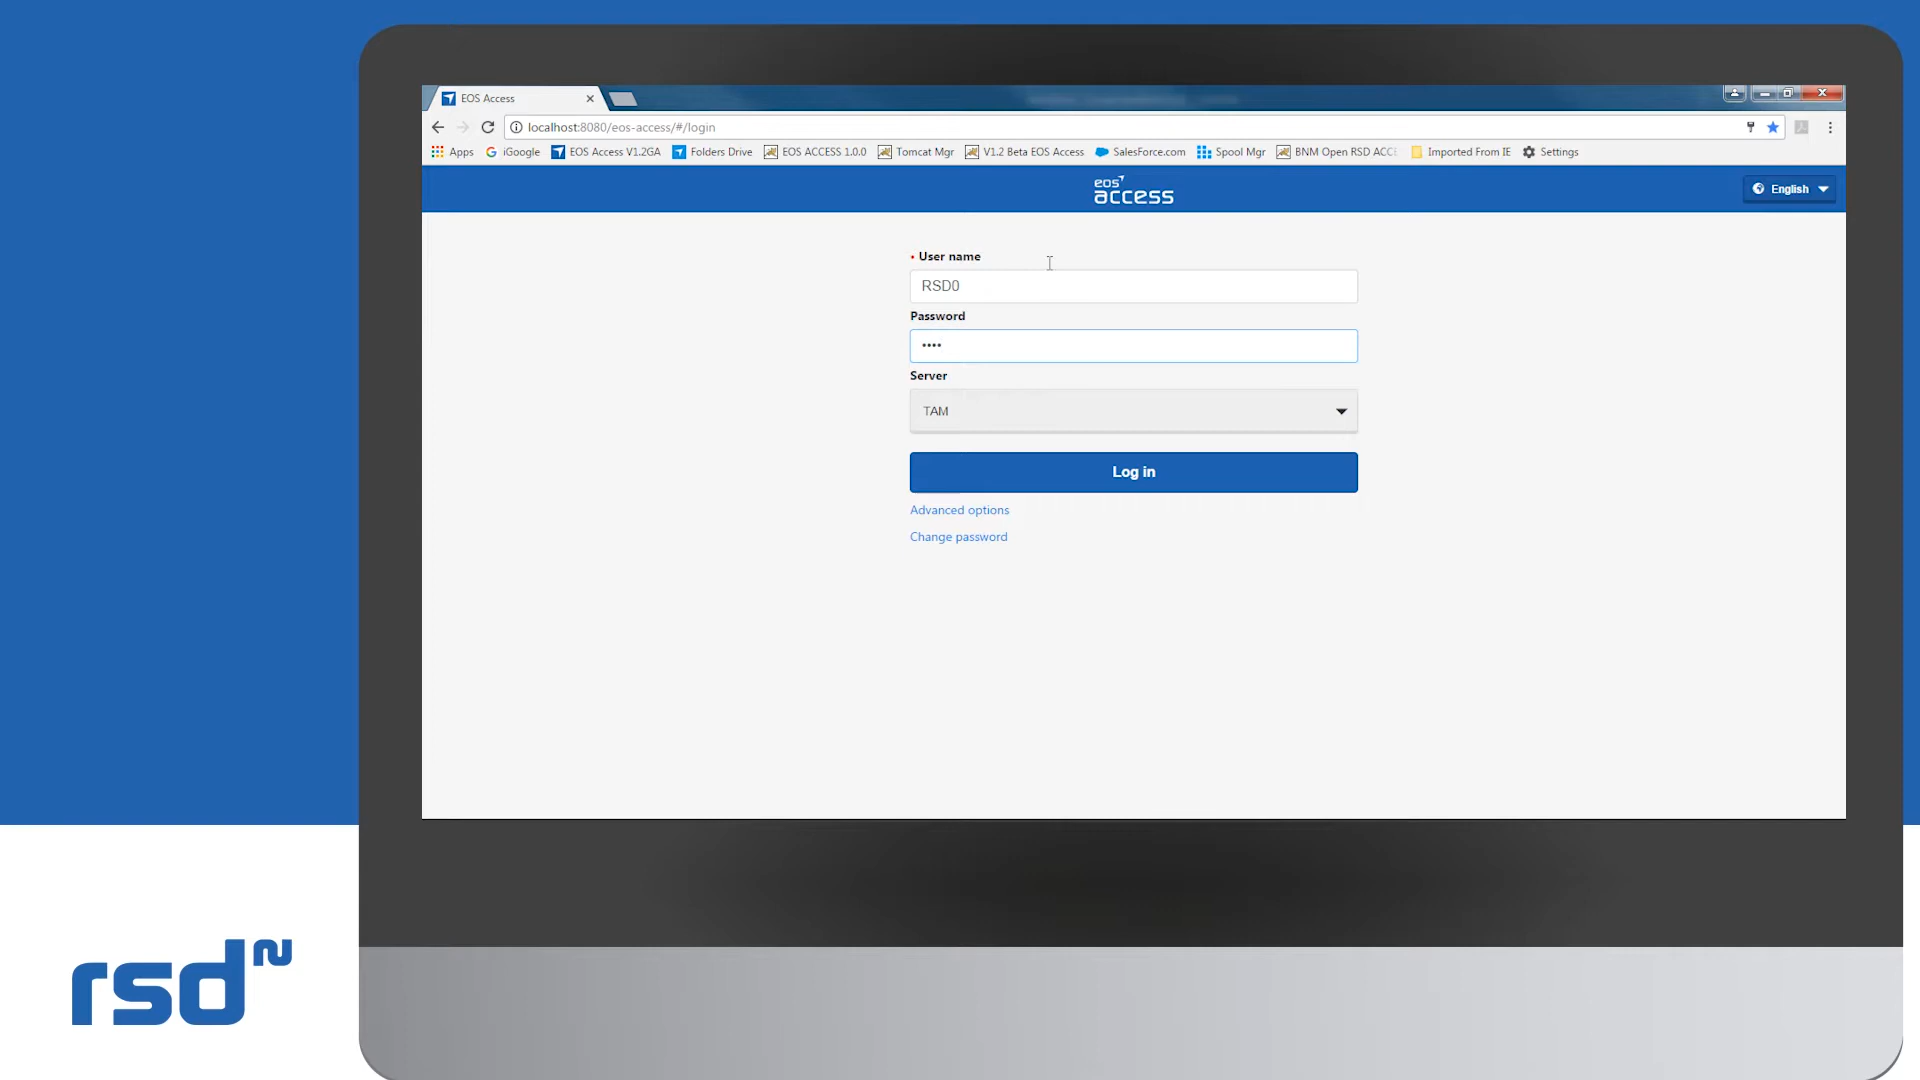 EOS Access
localhost:8080/eos-access/#/login
Apps iGoogle EOS Access V1.2GA Folders Drive EOS ACCESS 1.0.0 Tomcat Mgr V1.2 Beta EOS Access SalesForce.com Spool Mgr BNM Open RSD ACCE Imported From IE Settings
eos access
English
• User name
RSD0
Password
••••
Server
TAM
Log in
Advanced options
Change password
rsd